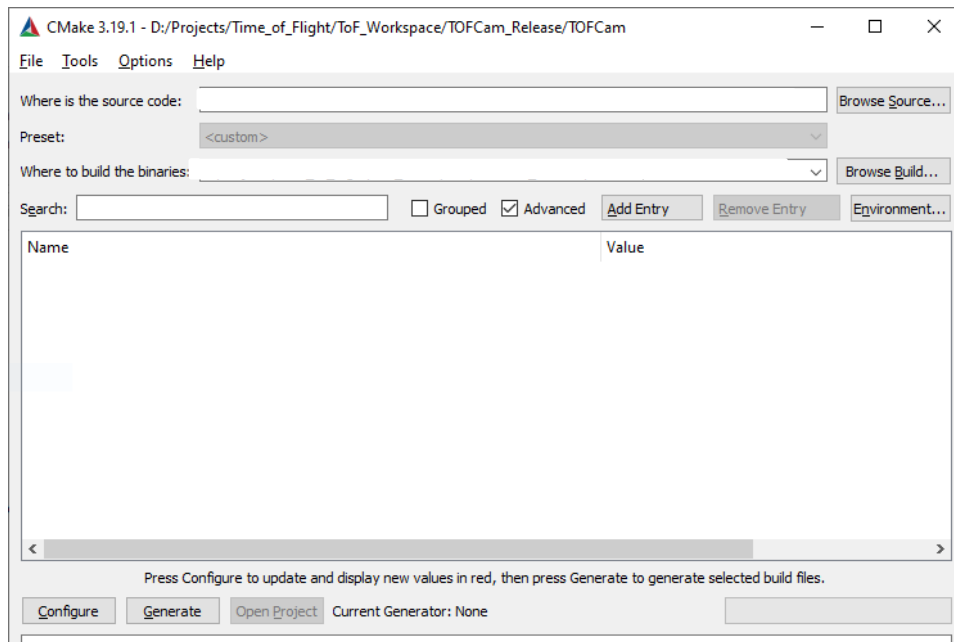 CMake 3.19.1 - D:/Projects/Time_of_Flight/ToF_Workspace/TOFCam_Release/TOFCam
File Tools Options Help
Where is the source code: Browse Source...
Preset: <custom>
Where to build the binaries: Browse Build...
Search: Grouped Advanced Add Entry Remove Entry Environment...
Name Value
Press Configure to update and display new values in red, then press Generate to generate selected build files.
Configure Generate Open Project Current Generator: None